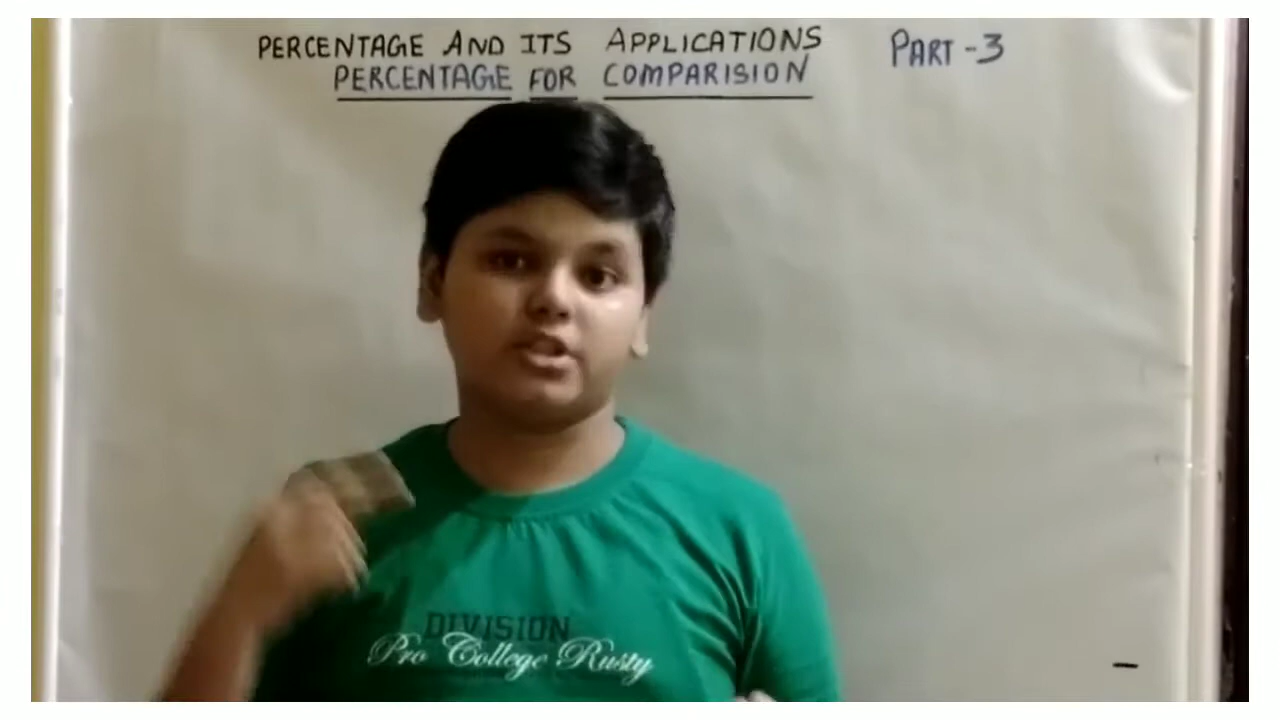 PERCENTAGE AND ITS APPLICATIONS PART - 3
PERCENTAGE FOR COMPARISION
DIVISION
Pro College Rusty